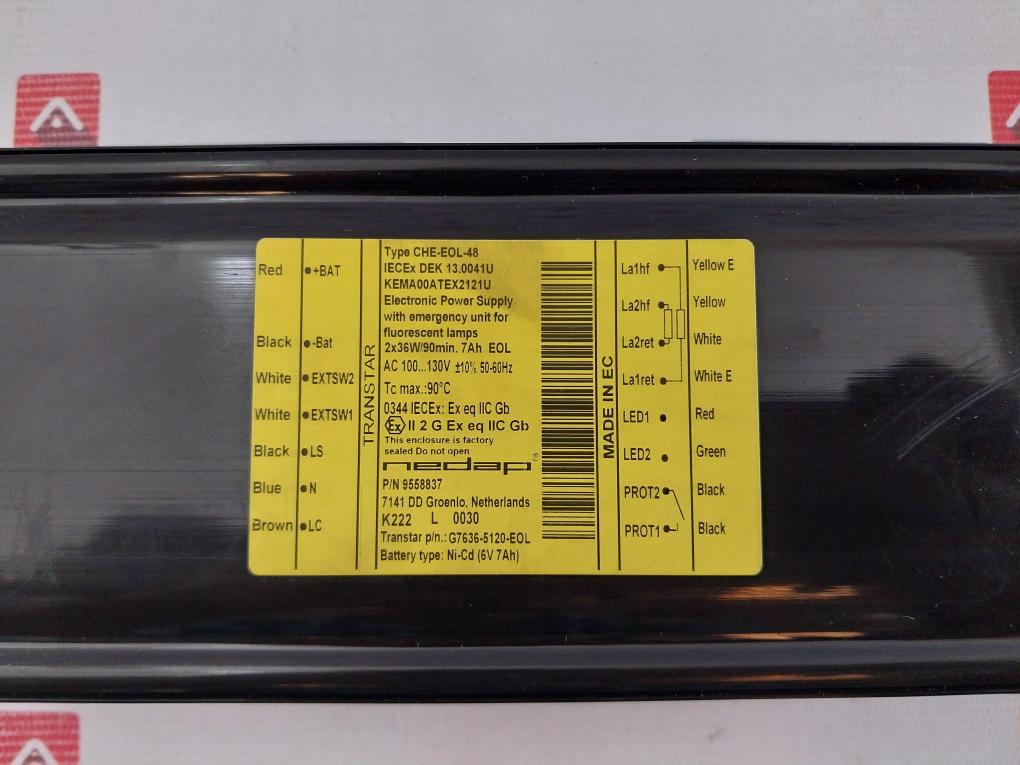 Red •+BAT
Black •-Bat
White •EXTSW2
White •EXTSW1
Black •LS
Blue •N
Brown •LC
TRANSTAR
Type CHE-EOL-48
IECEx DEK 13.0041U
KEMA00ATEX2121U
Electronic Power Supply
with emergency unit for
fluorescent lamps
2x36W/90min. 7Ah EOL
AC 100...130V ±10% 50-60Hz
Tc max.:90°C
0344 IECEx: Ex eq IIC Gb
Ex II 2 G Ex eq IIC Gb
This enclosure is factory
sealed Do not open
nedap
P/N 9558837
7141 DD Groenlo, Netherlands
K222 L 0030
Transtar p/n.: G7636-5120-EOL
Battery type: Ni-Cd (6V 7Ah)
MADE IN EC
La1hf • Yellow E
La2hf • Yellow
La2ret • White
La1ret • White E
LED1 • Red
LED2 • Green
PROT2 • Black
PROT1 • Black